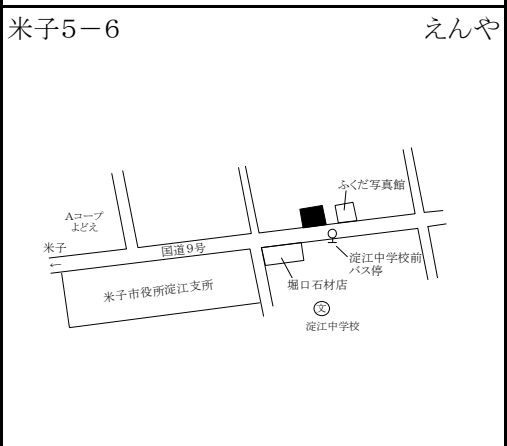 米子5－6
えんや
ふくだ写真館
Aコープ
よどえ
米子
←
国道9号
淀江中学校前
バス停
堀口石材店
米子市役所淀江支所
文
淀江中学校